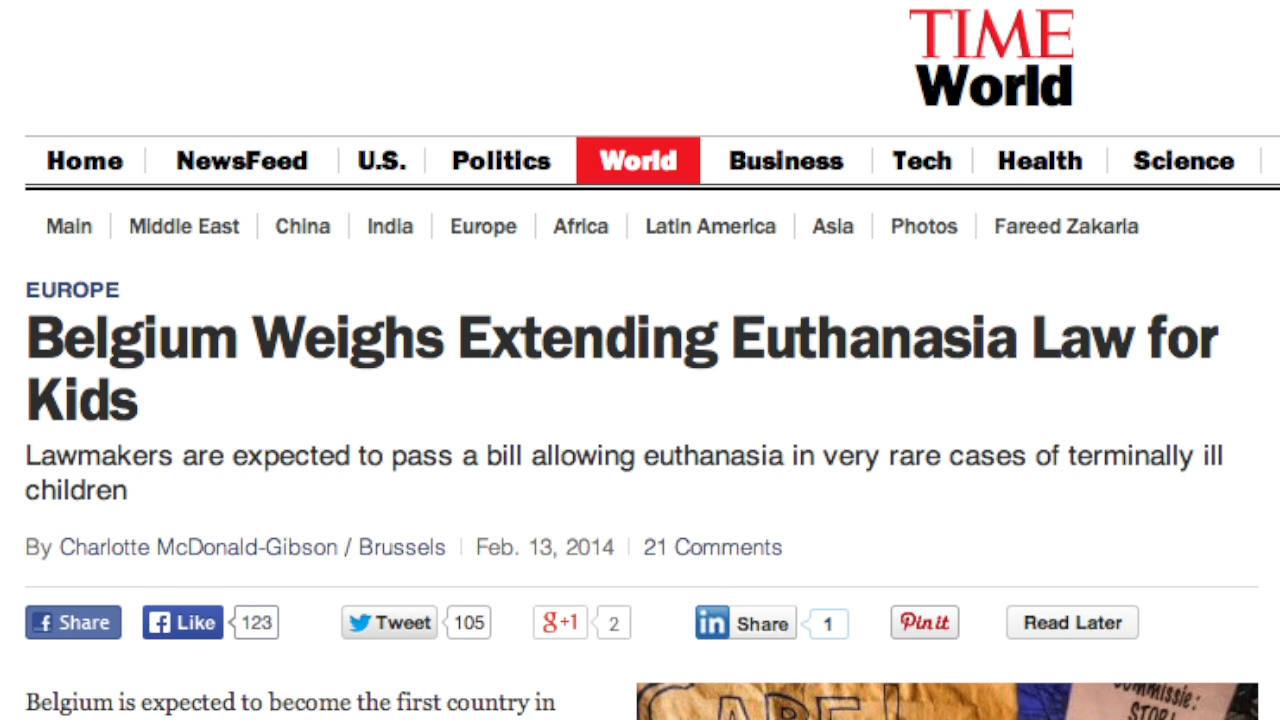 TIME
World
Home NewsFeed U.S. Politics World Business Tech Health Science
Main Middle East China India Europe Africa Latin America Asia Photos Fareed Zakaria
EUROPE
Belgium Weighs Extending Euthanasia Law for
Kids
Lawmakers are expected to pass a bill allowing euthanasia in very rare cases of terminally ill
children
By Charlotte McDonald-Gibson / Brussels Feb. 13, 2014 21 Comments
f Share f Like 123 Tweet 105 g+1 2 in Share 1 Pin it Read Later
Belgium is expected to become the first country in
STOP!